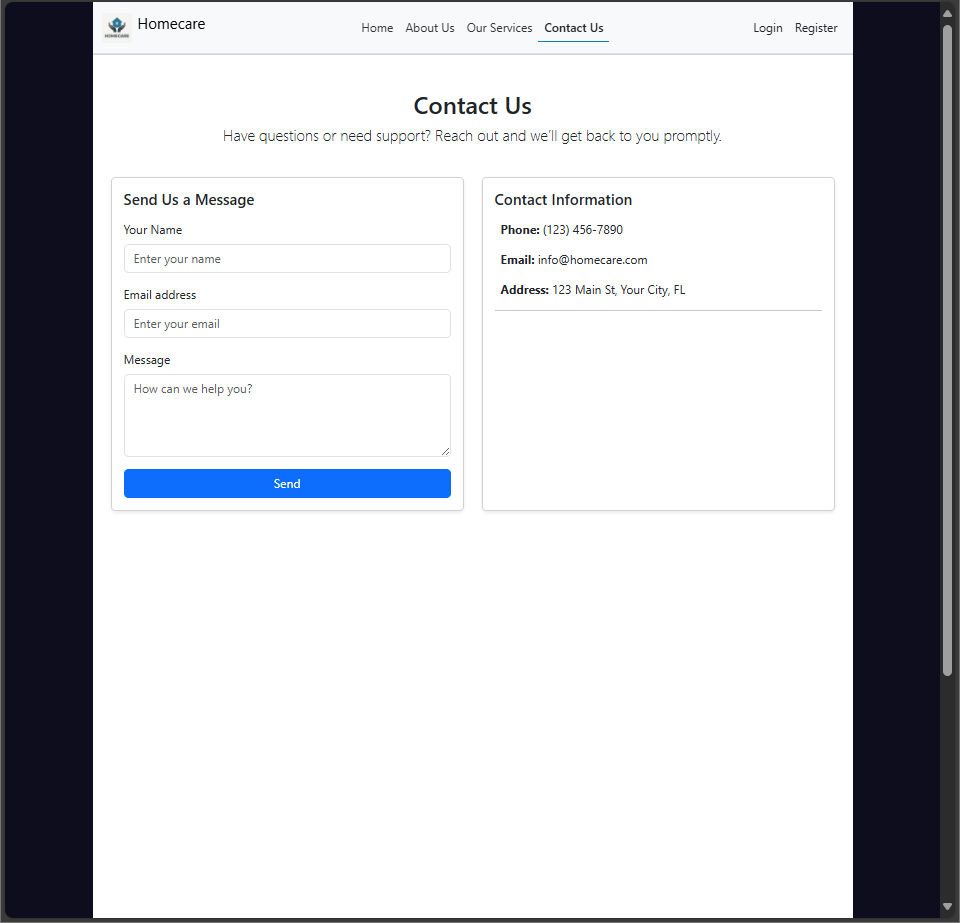 HOMECARE
Homecare
Home About Us Our Services Contact Us
Login Register
Contact Us
Have questions or need support? Reach out and we'll get back to you promptly.
Send Us a Message
Your Name
Enter your name
Email address
Enter your email
Message
How can we help you?
Send
Contact Information
Phone: (123) 456-7890
Email: info@homecare.com
Address: 123 Main St, Your City, FL